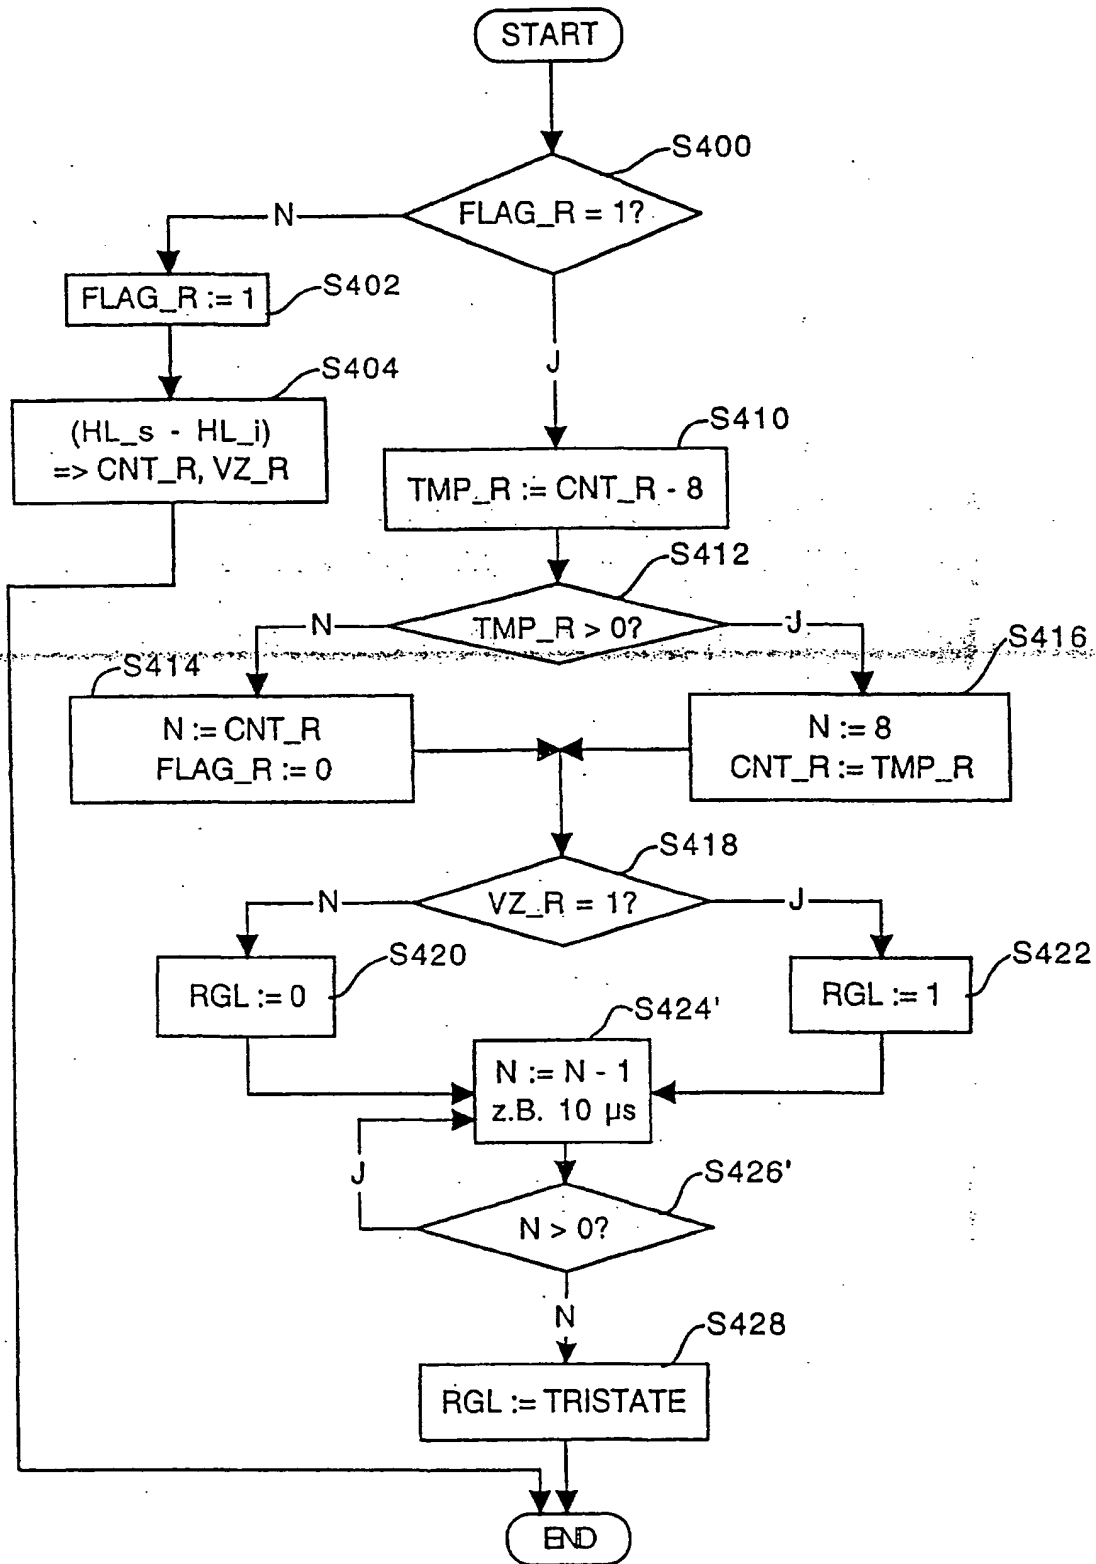 START
S400
FLAG_R = 1?
N
J
S402
FLAG_R := 1
S404
(HL_s - HL_i)
=> CNT_R, VZ_R
S410
TMP_R := CNT_R - 8
S412
TMP_R > 0?
N
J
S414
N := CNT_R
FLAG_R := 0
S416
N := 8
CNT_R := TMP_R
S418
VZ_R = 1?
N
J
S420
RGL := 0
S422
RGL := 1
S424'
N := N - 1
z.B. 10 µs
J
S426'
N > 0?
N
S428
RGL := TRISTATE
END